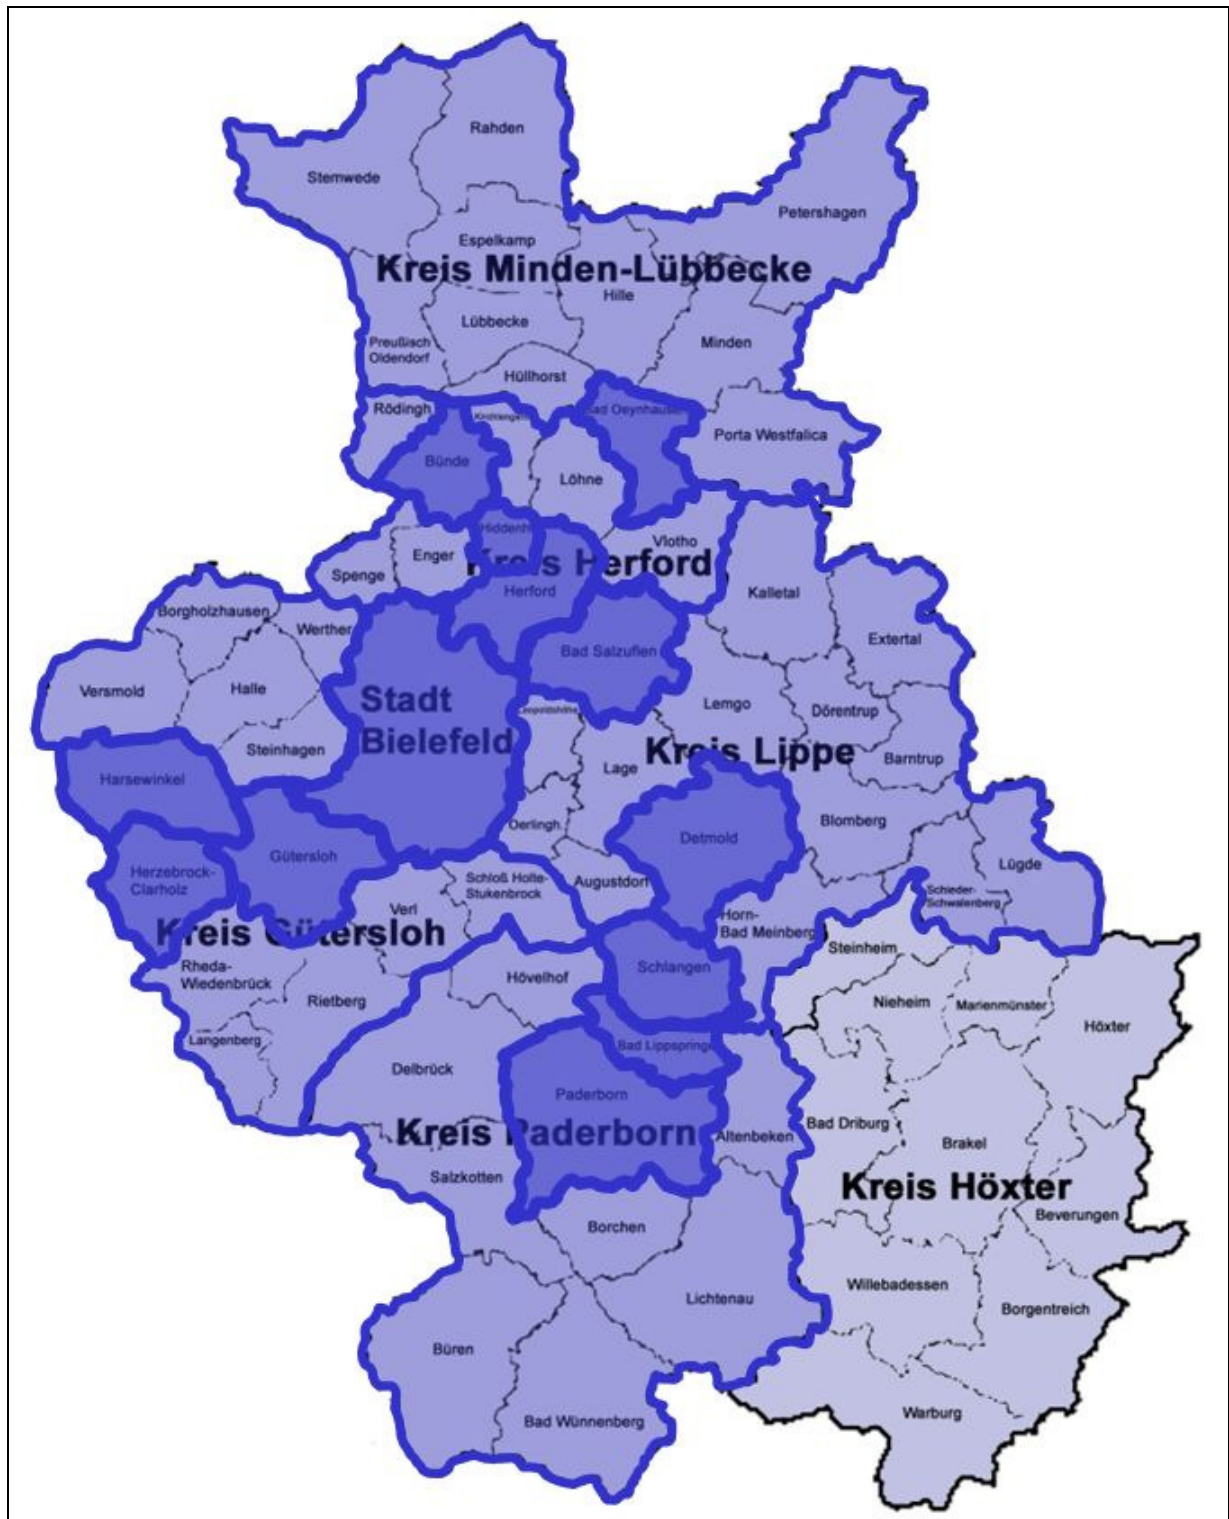 Rahden
Stemwede
Petershagen
Espelkamp
Kreis Minden-Lübbecke
Hille
Lübbecke
Minden
Preußisch
Oldendorf
Hüllhorst
Rödingh
Kirchlengern
Bad Oeynhausen
Porta Westfalica
Bünde
Löhne
Hiddenh
Vlotho
Enger
Kreis Herford
Spenge
Herford
Kalletal
Borgholzhausen
Werther
Extertal
Bad Salzuflen
Versmold
Halle
Stadt
Bielefeld
Lemgo
Dörentrup
Leopoldshöhe
Steinhagen
Kreis Lippe
Barntrup
Harsewinkel
Lage
Oerlingh.
Detmold
Blomberg
Gütersloh
Lügde
Herzebrock-
Clarholz
Schloß Holte-
Stukenbrock
Augustdorf
Schieder-
Schwalenberg
Verl
Kreis Gütersloh
Horn-
Bad Meinberg
Steinheim
Rheda-
Wiedenbrück
Hövelhof
Schlangen
Rietberg
Nieheim
Marienmünster
Höxter
Langenberg
Bad Lippspringe
Delbrück
Paderborn
Kreis Paderborn
Altenbeken
Bad Driburg
Brakel
Salzkotten
Kreis Höxter
Borchen
Beverungen
Lichtenau
Willebadessen
Borgentreich
Büren
Bad Wünnenberg
Warburg